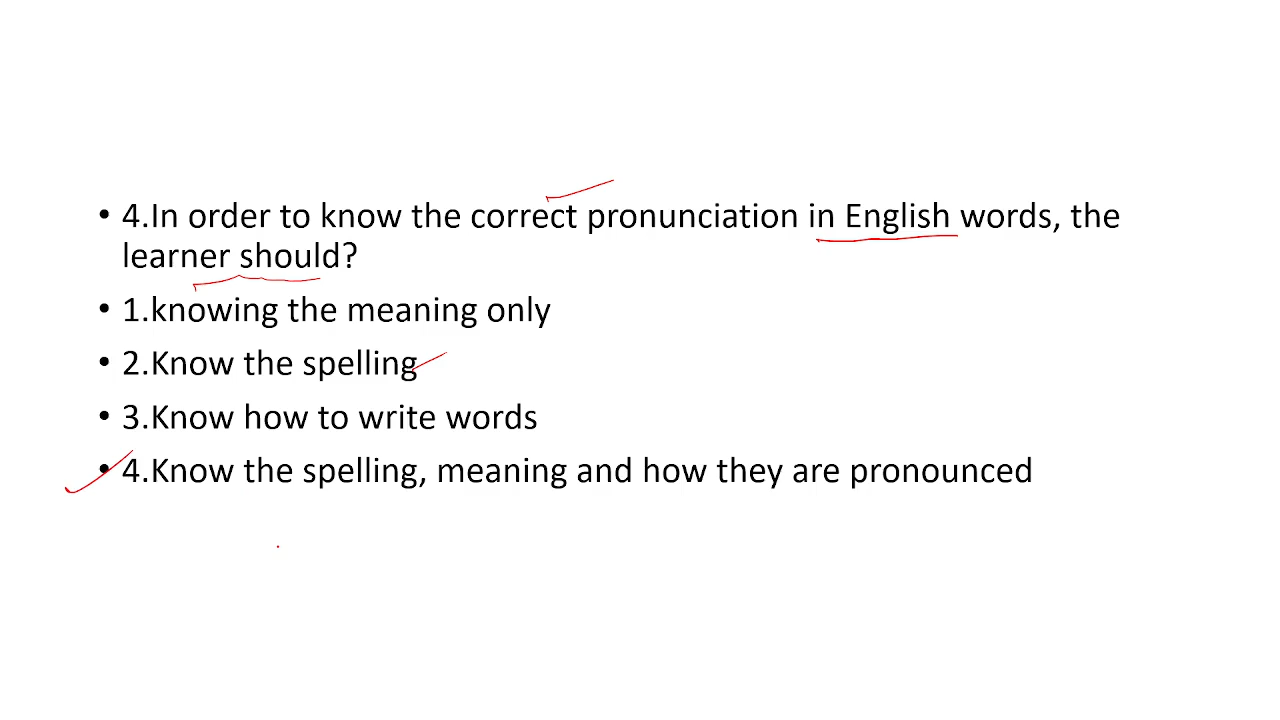 • 4.In order to know the correct pronunciation in English words, the
learner should?
• 1.knowing the meaning only
• 2.Know the spelling
• 3.Know how to write words
• 4.Know the spelling, meaning and how they are pronounced